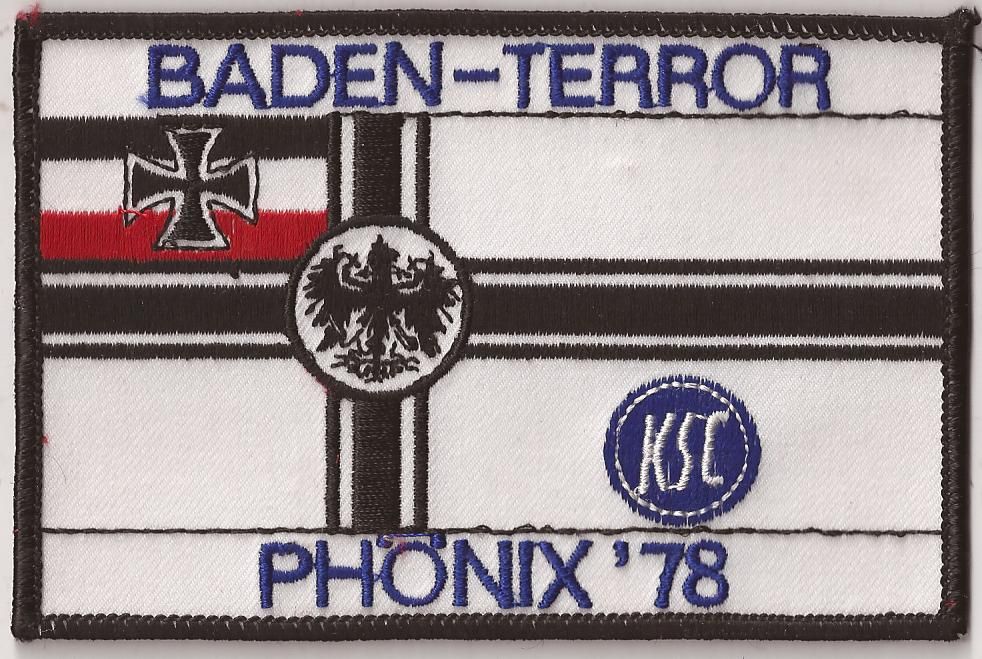 BADEN-TERROR
KSC
PHÖNIX '78